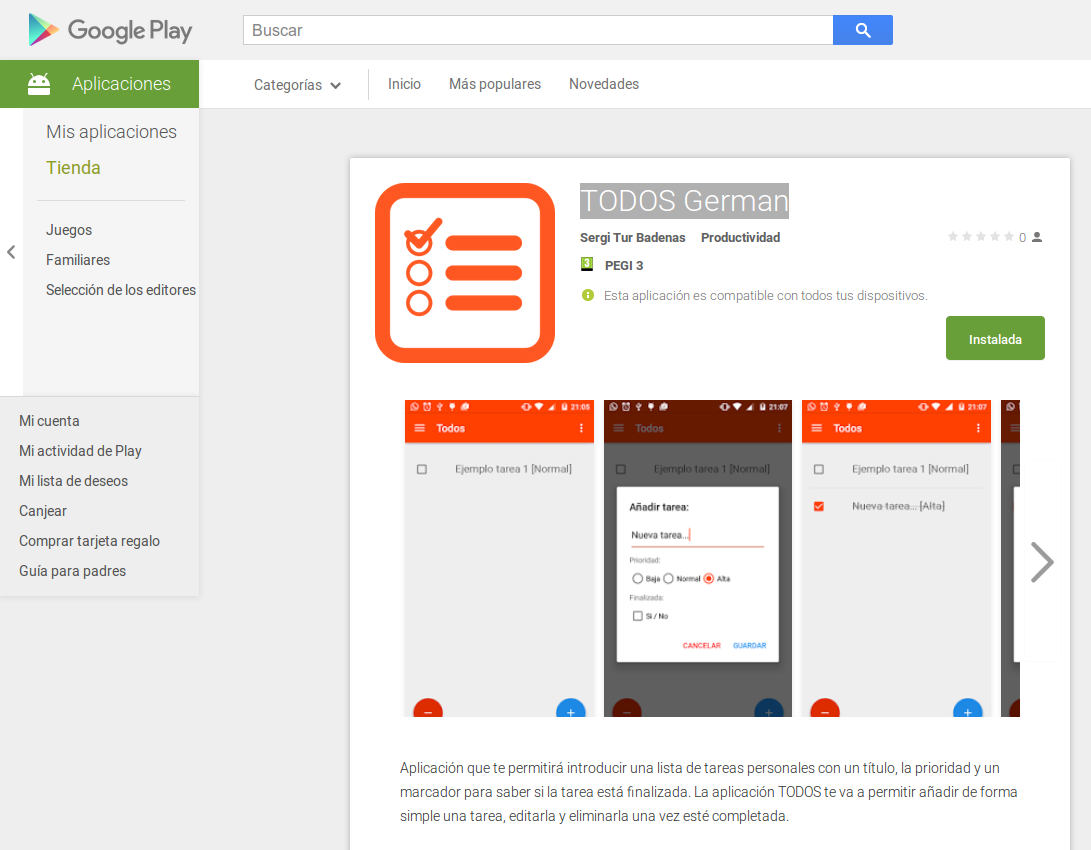 Google Play
Buscar
Aplicaciones
Categorías
Inicio
Más populares
Novedades
Mis aplicaciones
Tienda
Juegos
Familiares
Selección de los editores
Mi cuenta
Mi actividad de Play
Mi lista de deseos
Canjear
Comprar tarjeta regalo
Guía para padres
TODOS German
Sergi Tur Badenas Productividad
0
3 PEGI 3
Esta aplicación es compatible con todos tus dispositivos.
Instalada
21:05
Todos
Ejemplo tarea 1 [Normal]
21:07
Todos
Ejemplo tarea 1 [Normal]
Añadir tarea:
Nueva tarea...
Prioridad:
Baja Normal Alta
Finalizada:
Si / No
CANCELAR GUARDAR
21:07
Todos
Ejemplo tarea 1 [Normal]
Nueva tarea... [Alta]
Aplicación que te permitirá introducir una lista de tareas personales con un título, la prioridad y un
marcador para saber si la tarea está finalizada. La aplicación TODOS te va a permitir añadir de forma
simple una tarea, editarla y eliminarla una vez esté completada.